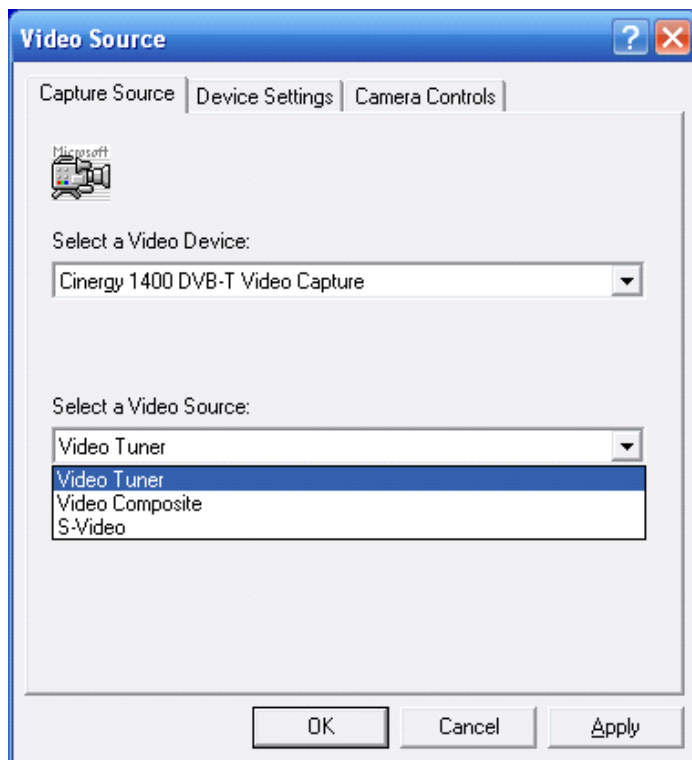 Video Source
Capture Source Device Settings Camera Controls
Microsoft
Select a Video Device:
Cinergy 1400 DVB-T Video Capture
Select a Video Source:
Video Tuner
Video Tuner
Video Composite
S-Video
OK Cancel Apply